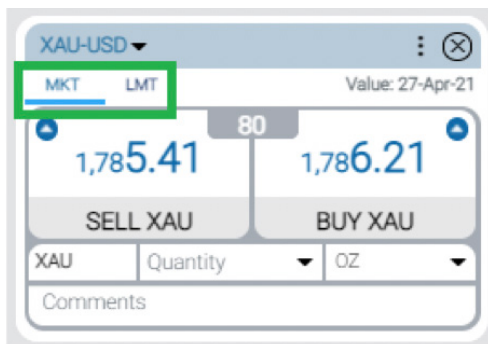 XAU-USD
MKT LMT Value: 27-Apr-21
80
1,785.41 1,786.21
SELL XAU BUY XAU
XAU Quantity OZ
Comments